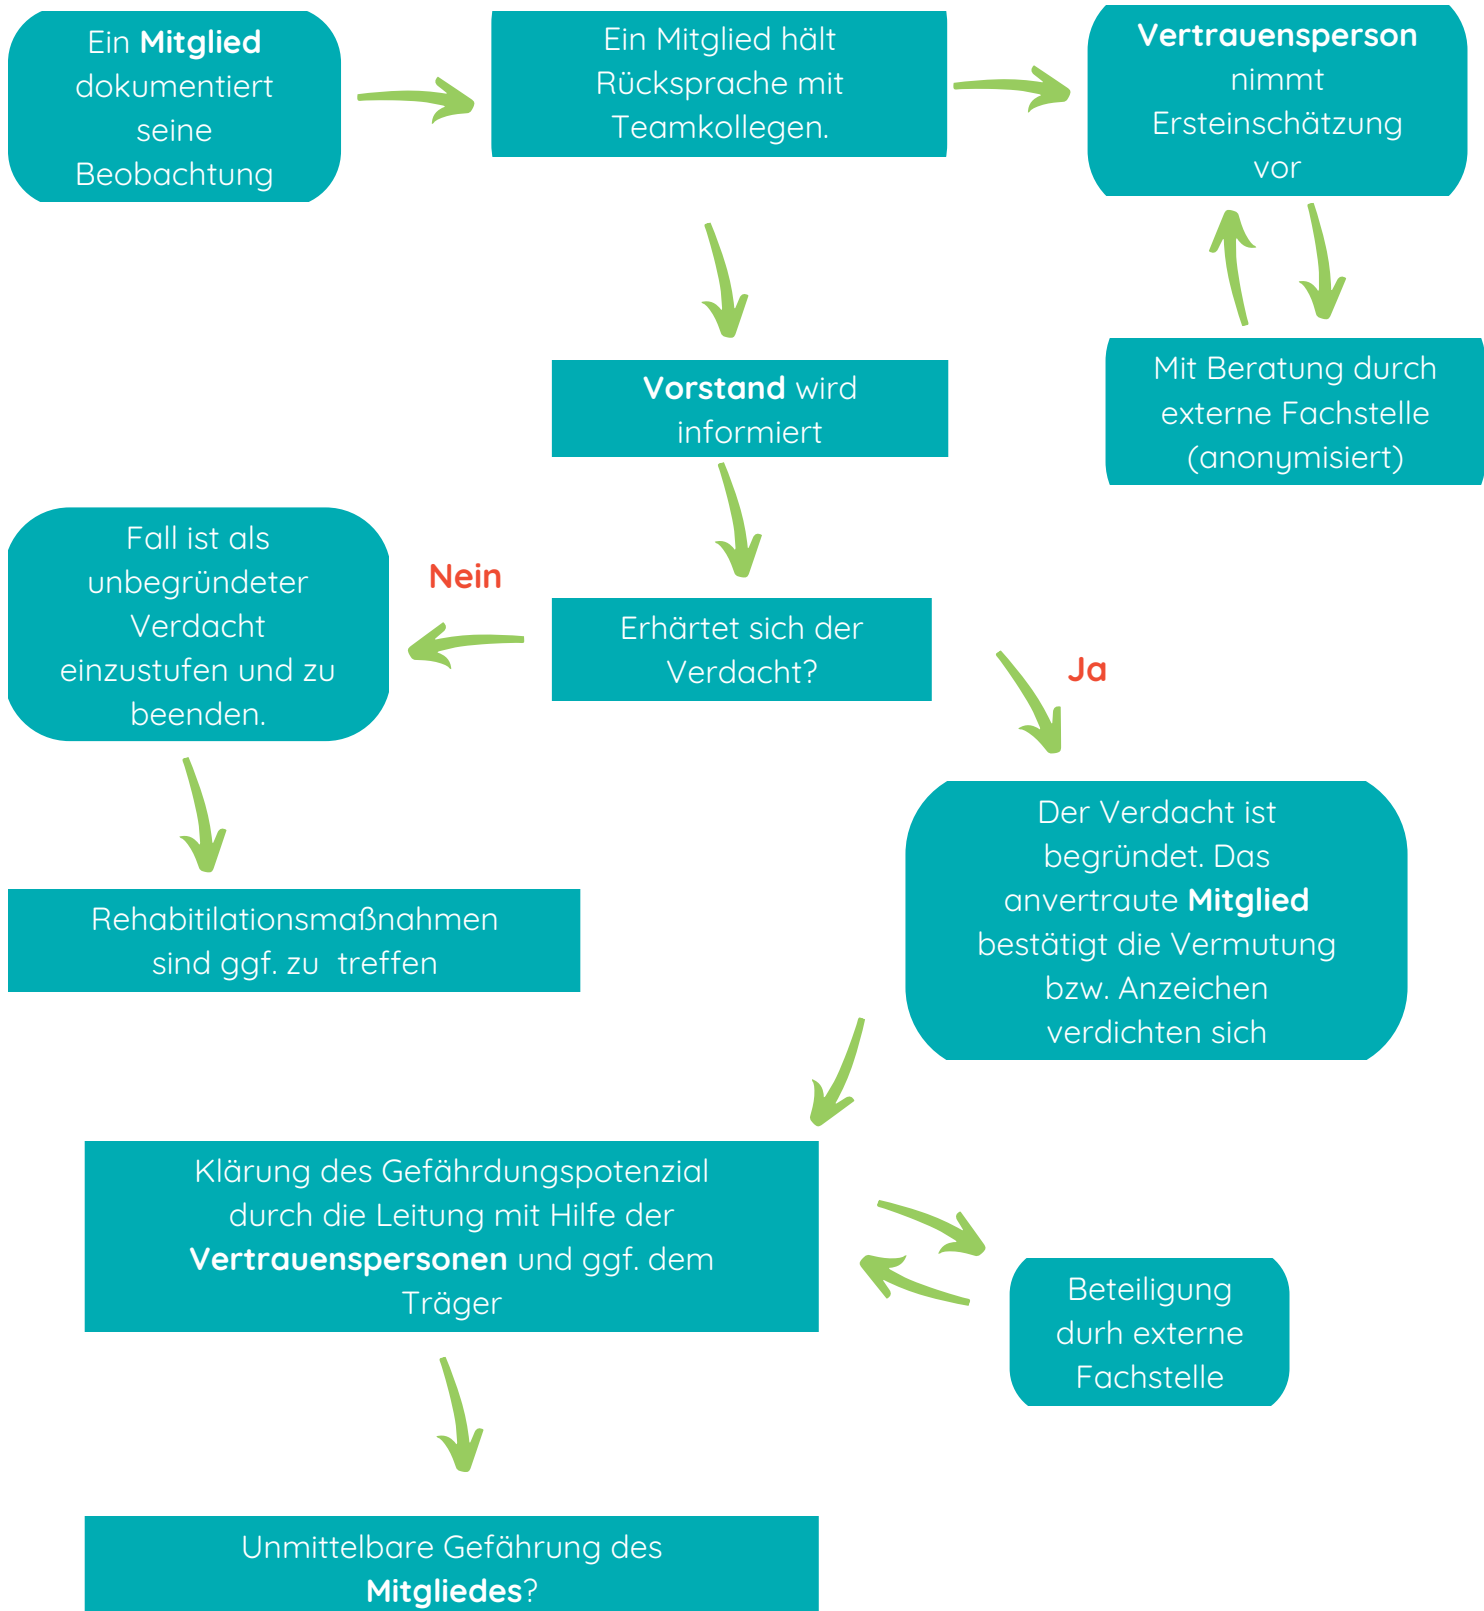 Ein Mitglied
dokumentiert
seine
Beobachtung
Ein Mitglied hält
Rücksprache mit
Teamkollegen.
Vertrauensperson
nimmt
Ersteinschätzung
vor
Mit Beratung durch
externe Fachstelle
(anonymisiert)
Vorstand wird
informiert
Erhärtet sich der
Verdacht?
Nein
Fall ist als
unbegründeter
Verdacht
einzustufen und zu
beenden.
Rehabitilationsmaßnahmen
sind ggf. zu treffen
Ja
Der Verdacht ist
begründet. Das
anvertraute Mitglied
bestätigt die Vermutung
bzw. Anzeichen
verdichten sich
Klärung des Gefährdungspotenzial
durch die Leitung mit Hilfe der
Vertrauenspersonen und ggf. dem
Träger
Beteiligung
durh externe
Fachstelle
Unmittelbare Gefährung des
Mitgliedes?